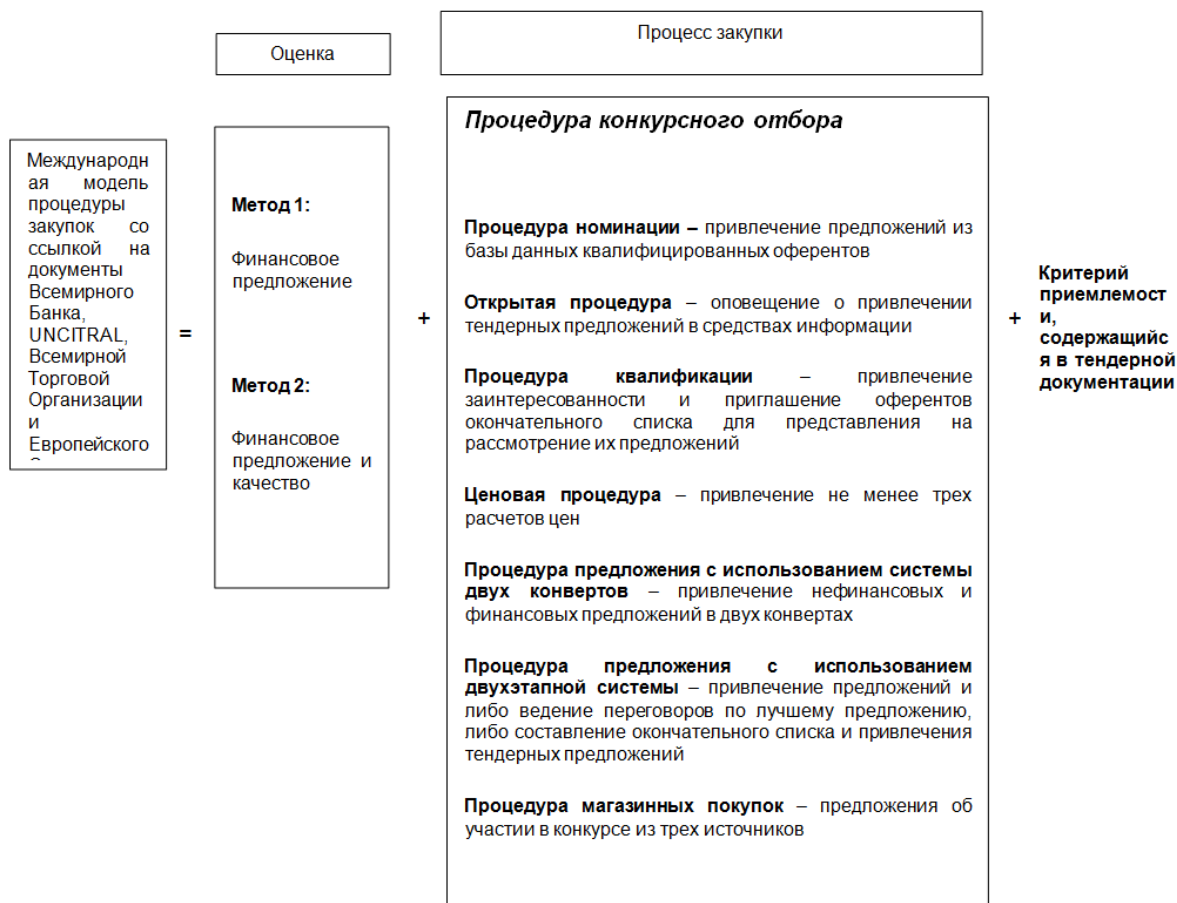 Оценка
Процесс закупки
Международн
ая модель
процедуры
закупок со
ссылкой на
документы
Всемирного
Банка,
UNCITRAL,
Всемирной
Торговой
Организации
и
Европейского
=
Метод 1:
Финансовое
предложение
Метод 2:
Финансовое
предложение и
качество
+
Процедура конкурсного отбора
Процедура номинации – привлечение предложений из
базы данных квалифицированных оферентов
Открытая процедура – оповещение о привлечении
тендерных предложений в средствах информации
Процедура квалификации – привлечение
заинтересованности и приглашение оферентов
окончательного списка для представления на
рассмотрение их предложений
Ценовая процедура – привлечение не менее трех
расчетов цен
Процедура предложения с использованием системы
двух конвертов – привлечение нефинансовых и
финансовых предложений в двух конвертах
Процедура предложения с использованием
двухэтапной системы – привлечение предложений и
либо ведение переговоров по лучшему предложению,
либо составление окончательного списка и привлечения
тендерных предложений
Процедура магазинных покупок – предложения об
участии в конкурсе из трех источников
+
Критерий
приемлемост
и,
содержащийс
я в тендерной
документации